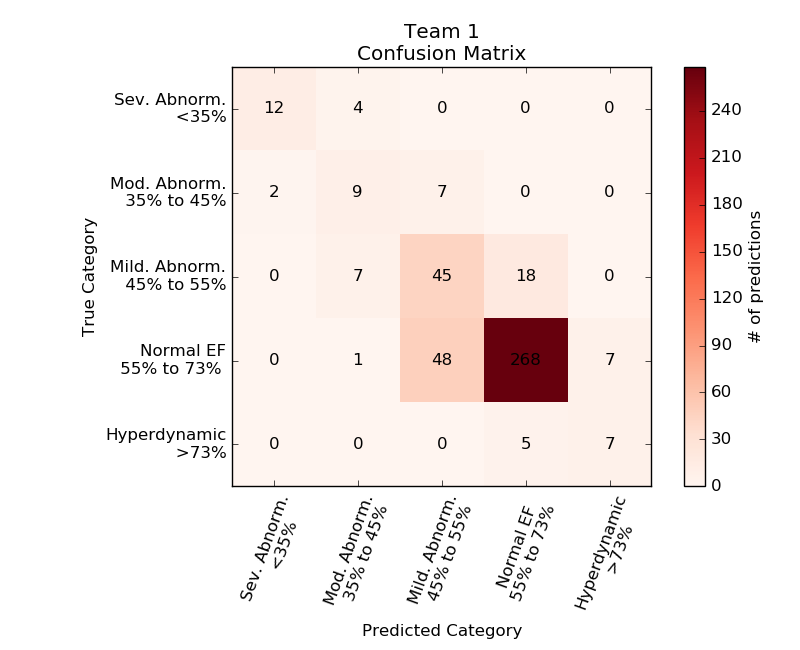 Team 1
Confusion Matrix
Sev. Abnorm.
<35%
12 4 0 0 0
Mod. Abnorm.
35% to 45%
2 9 7 0 0
Mild. Abnorm.
45% to 55%
0 7 45 18 0
Normal EF
55% to 73%
0 1 48 268 7
Hyperdynamic
>73%
0 0 0 5 7
True Category
Sev. Abnorm.
<35%
Mod. Abnorm.
35% to 45%
Mild. Abnorm.
45% to 55%
Normal EF
55% to 73%
Hyperdynamic
>73%
Predicted Category
240
210
180
150
120
90
60
30
0
# of predictions